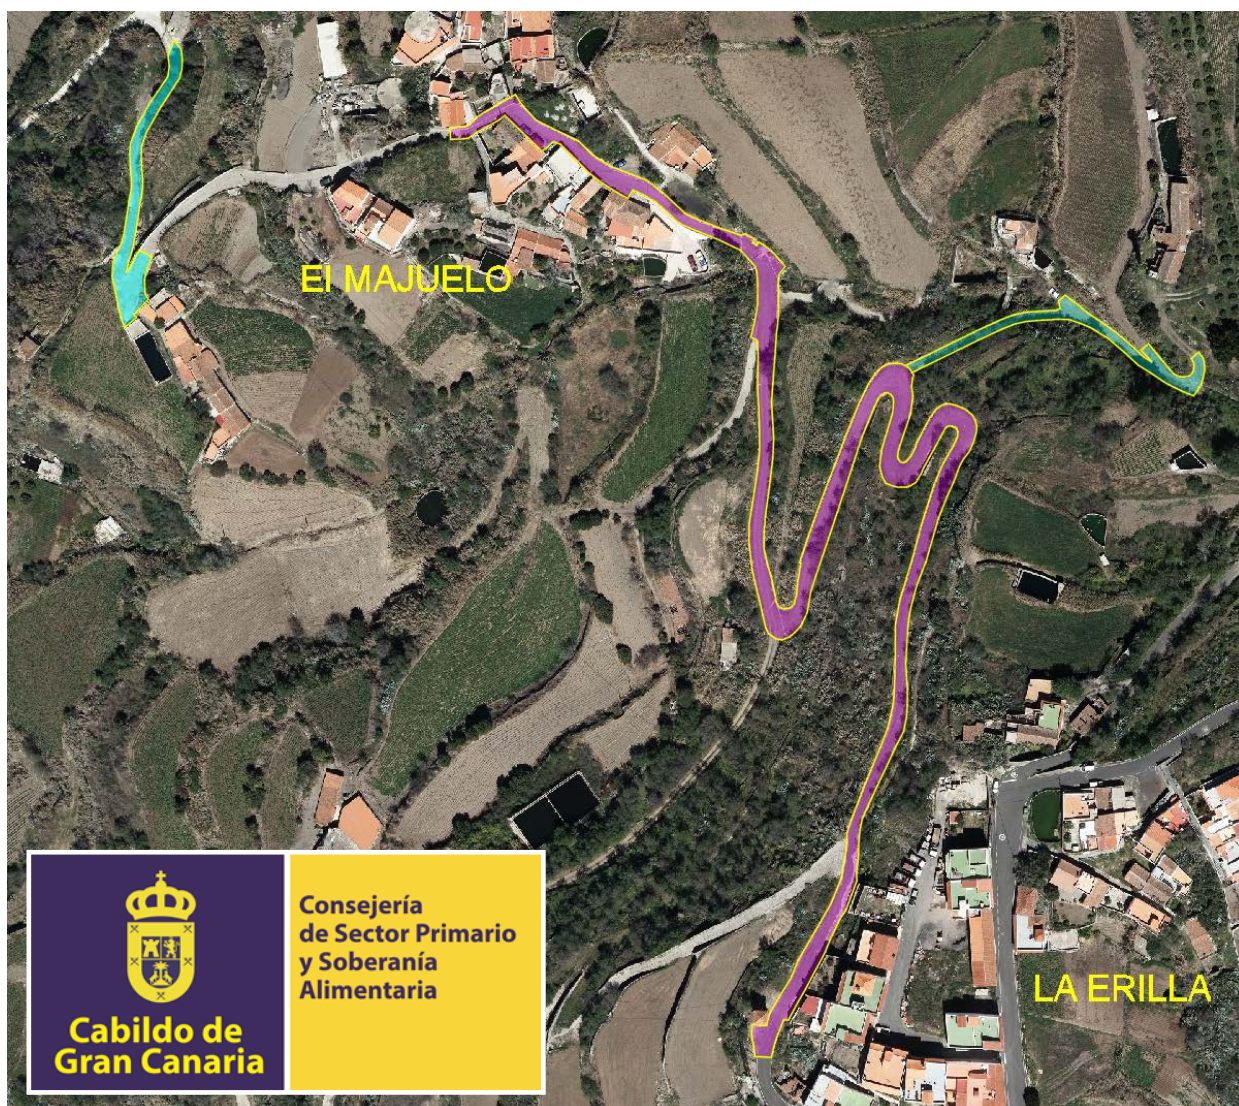 El MAJUELO
LA ERILLA
Cabildo de
Gran Canaria
Consejería
de Sector Primario
y Soberanía
Alimentaria